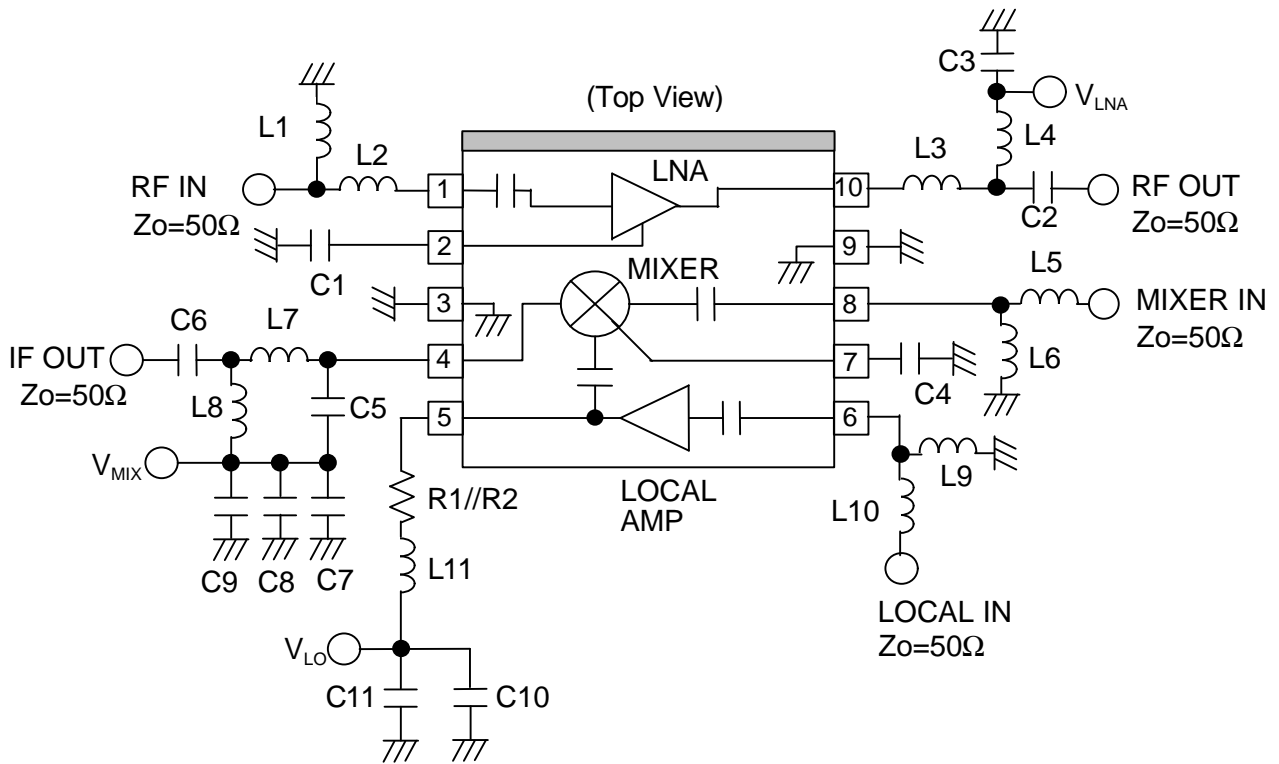 C3
(Top View)
V_LNA
L1
L4
L2
LNA
L3
RF IN
Zo=50Ω
1
10
RF OUT
Zo=50Ω
C2
2
9
C1
MIXER
L5
3
8
MIXER IN
Zo=50Ω
C6
L7
L6
IF OUT
Zo=50Ω
4
7
C4
L8
C5
5
6
V_MIX
L9
R1//R2
LOCAL
AMP
L10
C9
C8
C7
L11
LOCAL IN
Zo=50Ω
V_LO
C11
C10